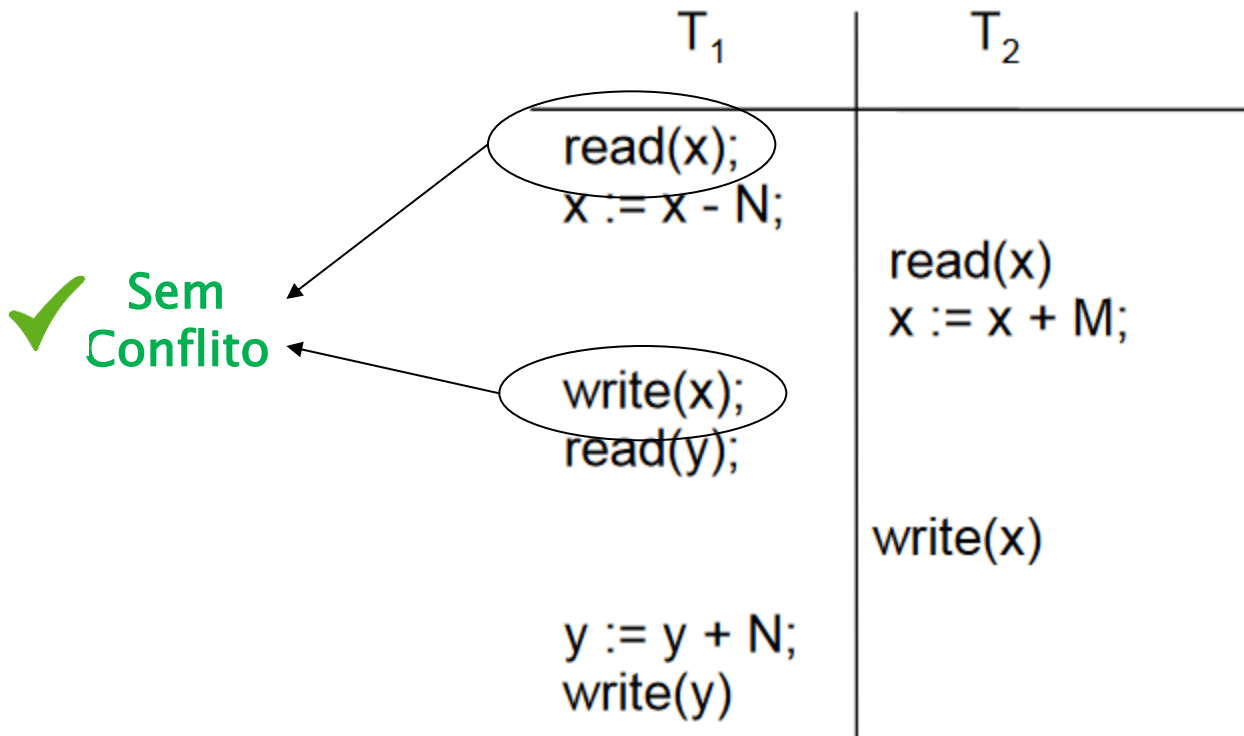 T1 T2
read(x);
x := x - N;
read(x)
x := x + M;
Sem
Conflito
write(x);
read(y);
write(x)
y := y + N;
write(y)